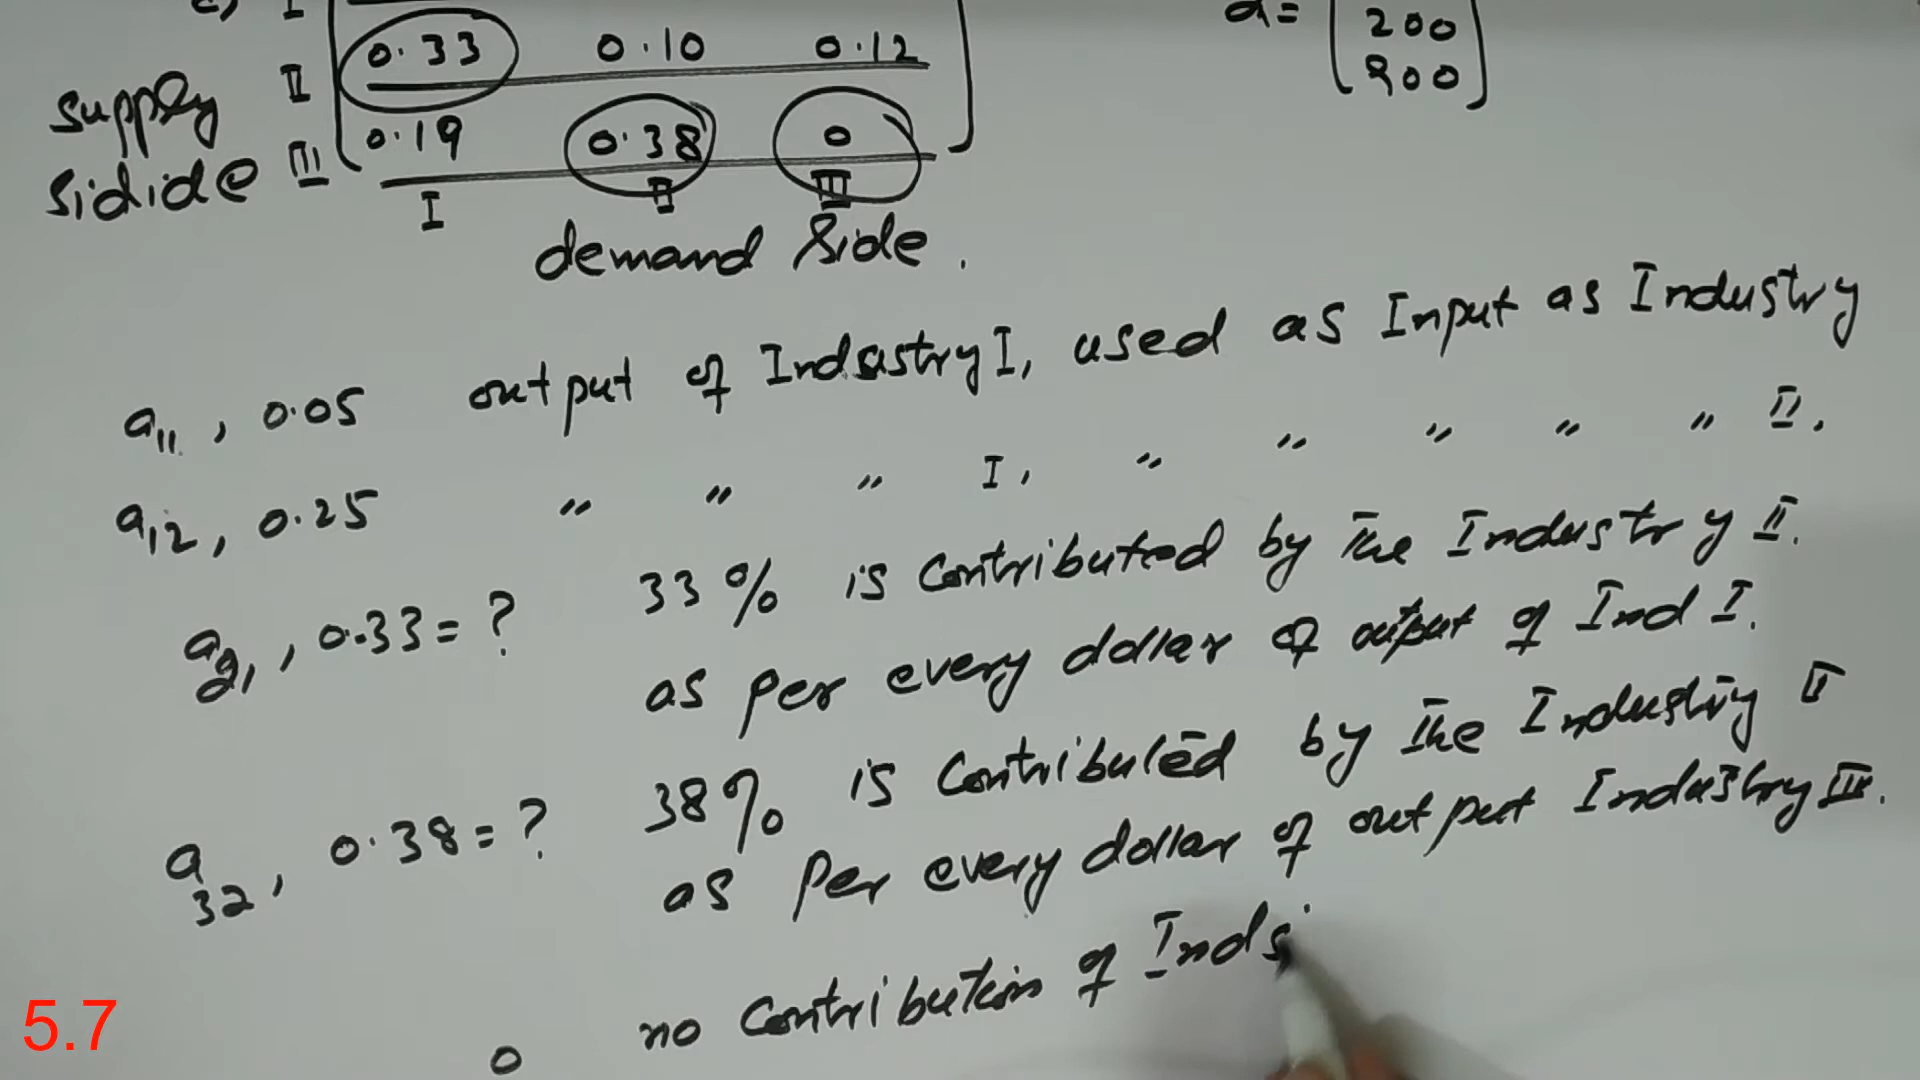 I
d = 200
II 0.33 0.10 0.12
900
supply
sidide III 0.19 0.38 0
I II III
demand side.
a11, 0.05 output of Indsstry I, used as Input as Industry
a12, 0.25 " " " I, " " " " " II.
a21, 0.33 = ? 33% is contributed by the Industry II.
as per every dollar of output of Ind I.
a32, 0.38 = ? 38% is contributed by the Industry II
as per every dollar of output Industry III.
0 no contribution of Inds
5.7